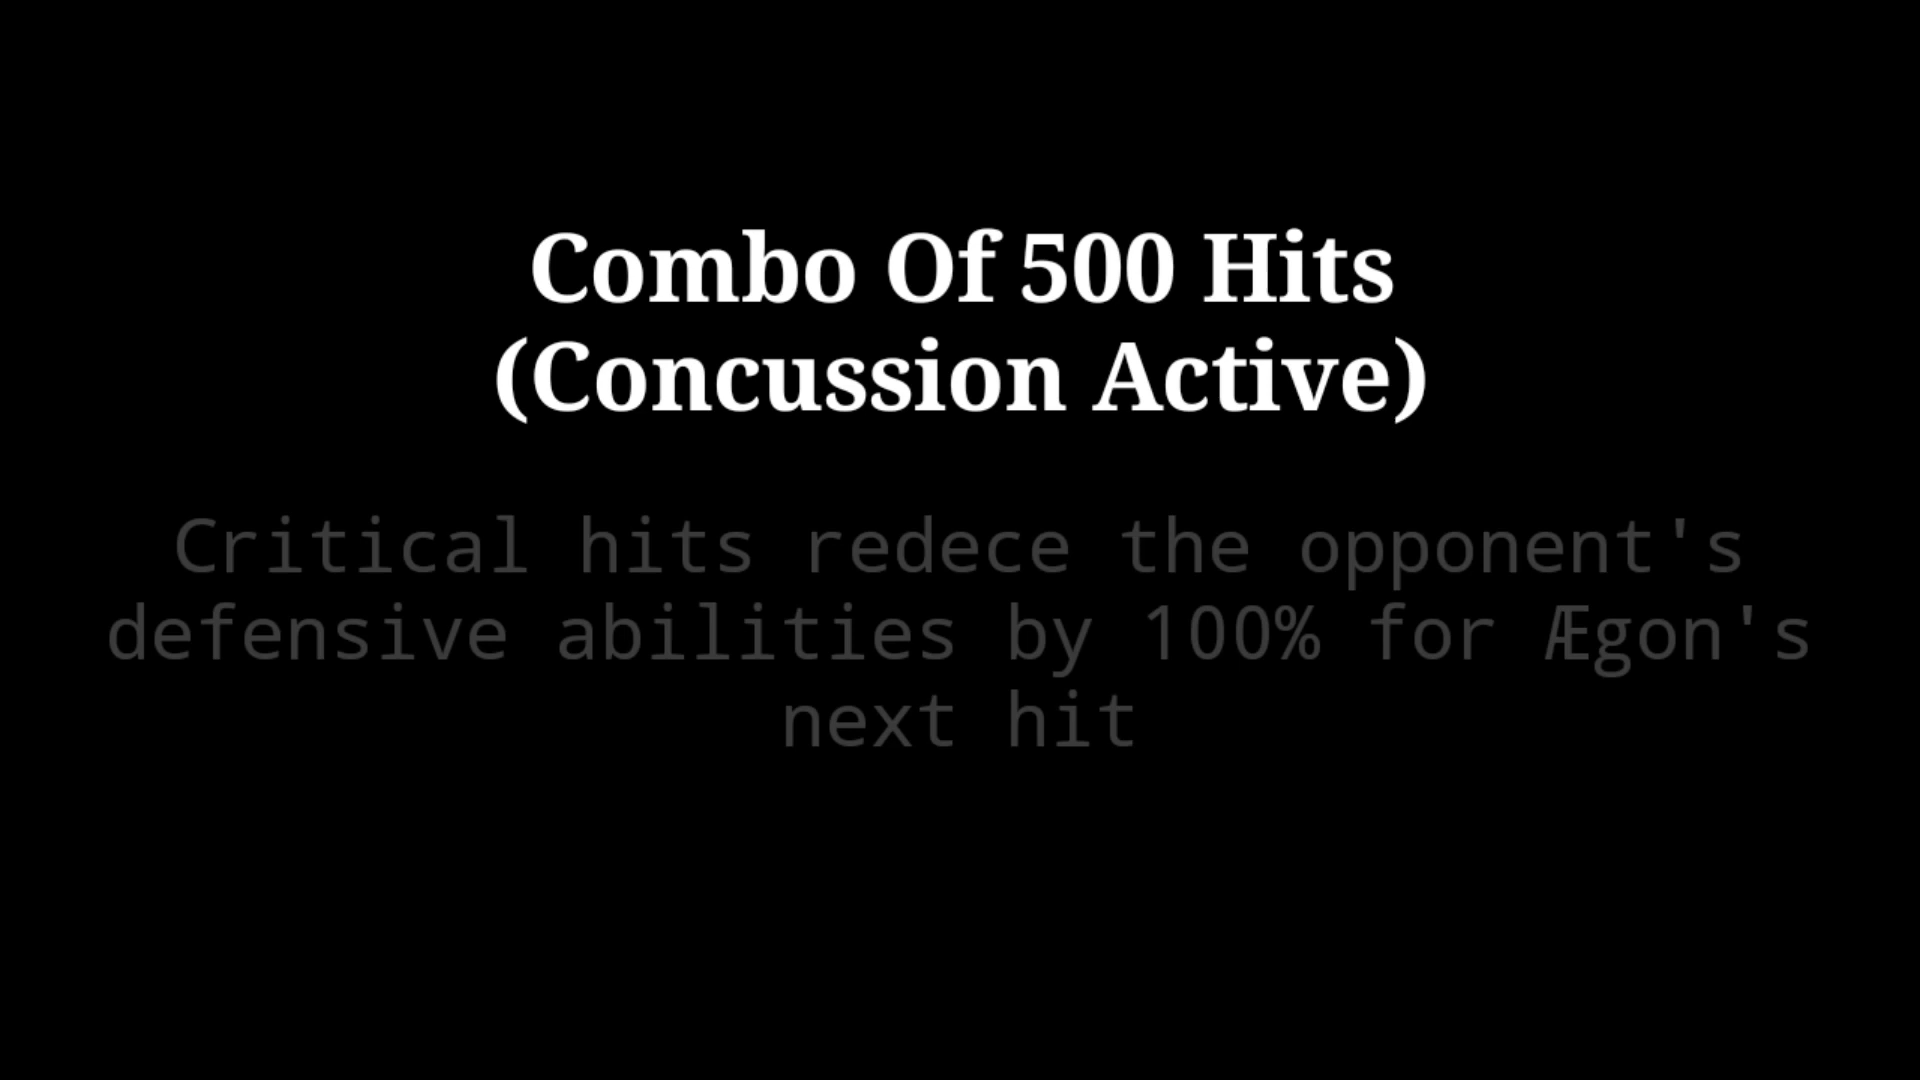 Combo Of 500 Hits
(Concussion Active)
Critical hits redece the opponent's
defensive abilities by 100% for Ægon's
next hit